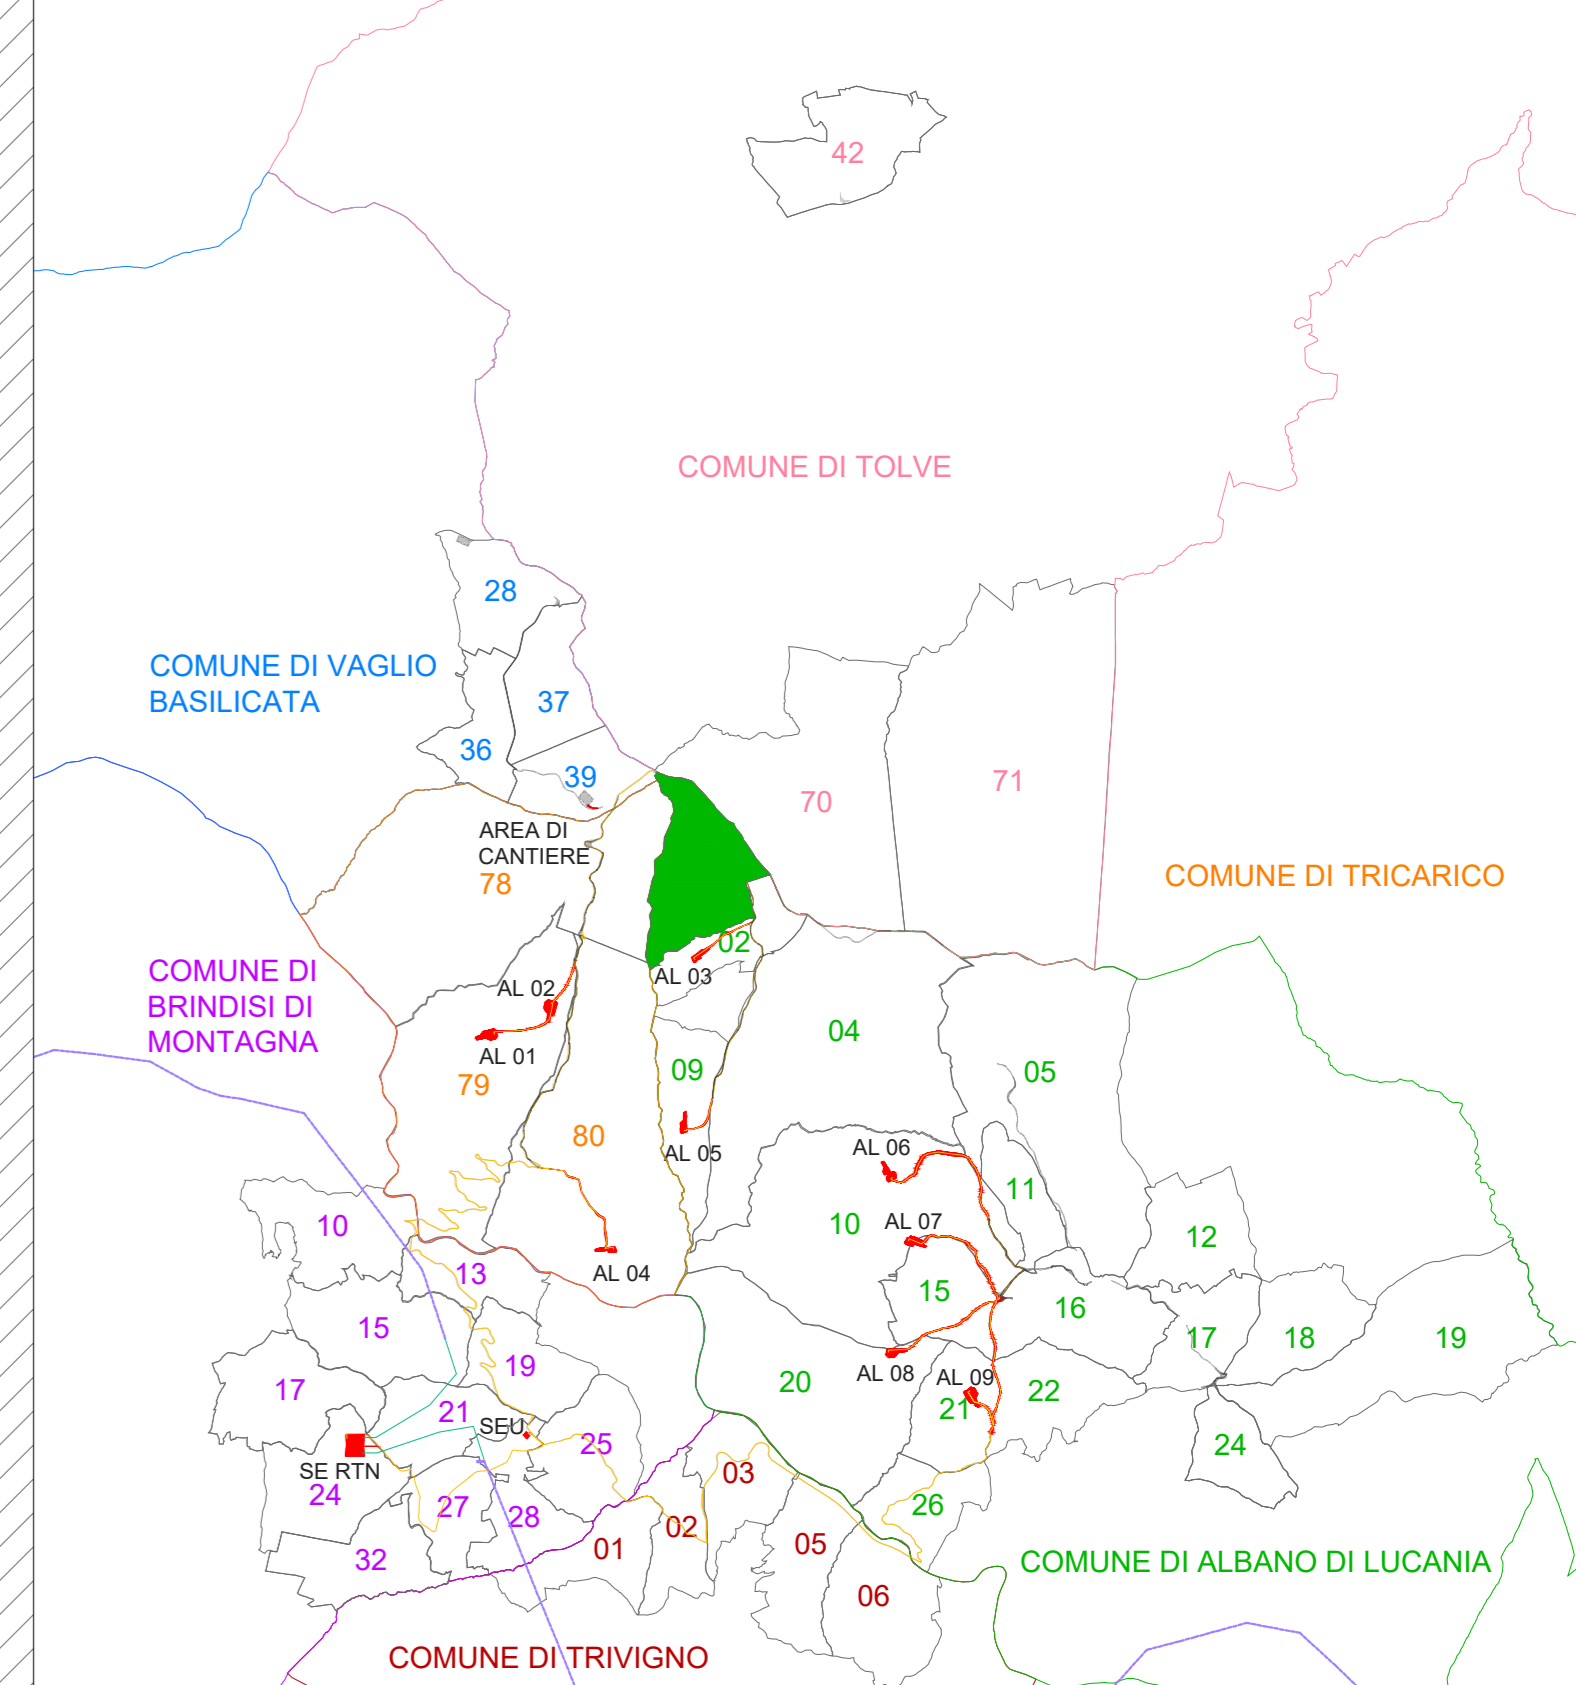 42
COMUNE DI TOLVE
28
COMUNE DI VAGLIO
BASILICATA
37
36
39
70
71
AREA DI
CANTIERE
78
COMUNE DI TRICARICO
02
COMUNE DI
BRINDISI DI
MONTAGNA
AL 02
AL 03
AL 01
79
04
09
05
80
AL 05
AL 06
11
10
10
AL 07
12
13
AL 04
15
16
15
17
18
19
19
17
AL 08
AL 09
20
21
22
21
SEU
25
24
SE RTN
24
03
27
28
02
26
01
05
32
COMUNE DI ALBANO DI LUCANIA
06
COMUNE DI TRIVIGNO